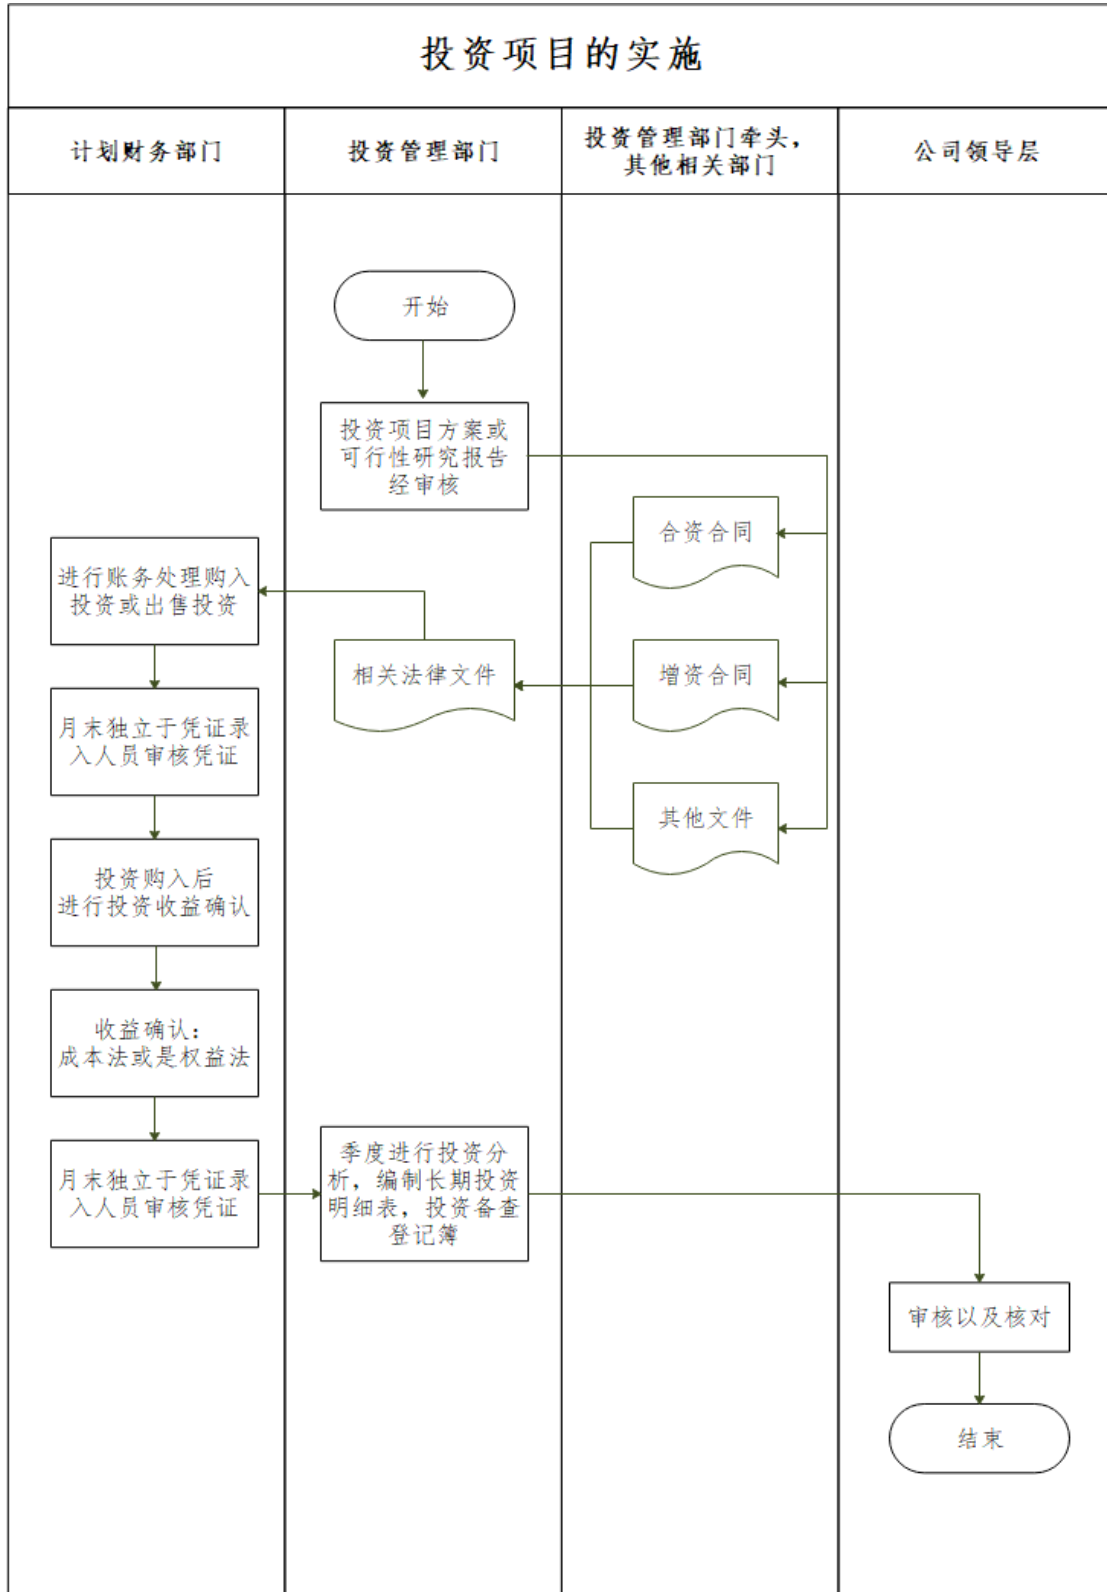 投资项目的实施
计划财务部门
投资管理部门
投资管理部门牵头，
其他相关部门
公司领导层
开始
投资项目方案或
可行性研究报告
经审核
合资合同
增资合同
其他文件
相关法律文件
进行账务处理购入
投资或出售投资
月末独立于凭证录
入人员审核凭证
投资购入后
进行投资收益确认
收益确认：
成本法或是权益法
月末独立于凭证录
入人员审核凭证
季度进行投资分
析，编制长期投资
明细表，投资备查
登记簿
审核以及核对
结束